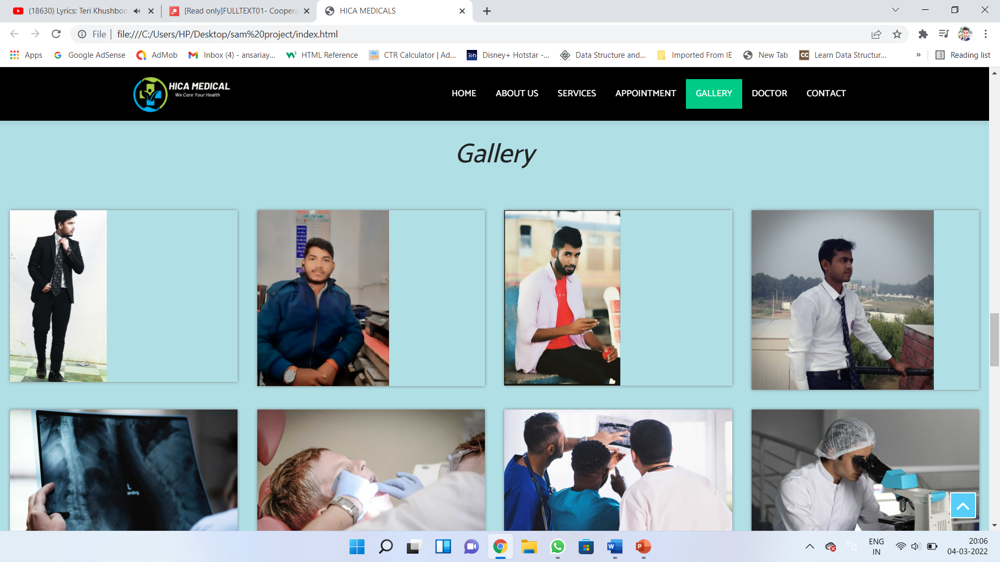 (18630) Lyrics: Teri Khushboo
[Read only]FULLTEXT01- Coopera
HICA MEDICALS
File
file:///C:/Users/HP/Desktop/sam%20project/index.html
Apps
Google AdSense
AdMob
Inbox (4) - ansariay...
HTML Reference
CTR Calculator | Ad...
Disney+ Hotstar -...
Data Structure and...
Imported From IE
New Tab
Learn Data Structur...
»
Reading list
HICA MEDICAL
We Care Your Health
HOME
ABOUT US
SERVICES
APPOINTMENT
GALLERY
DOCTOR
CONTACT
Gallery
L
ENG
IN
20:06
04-03-2022